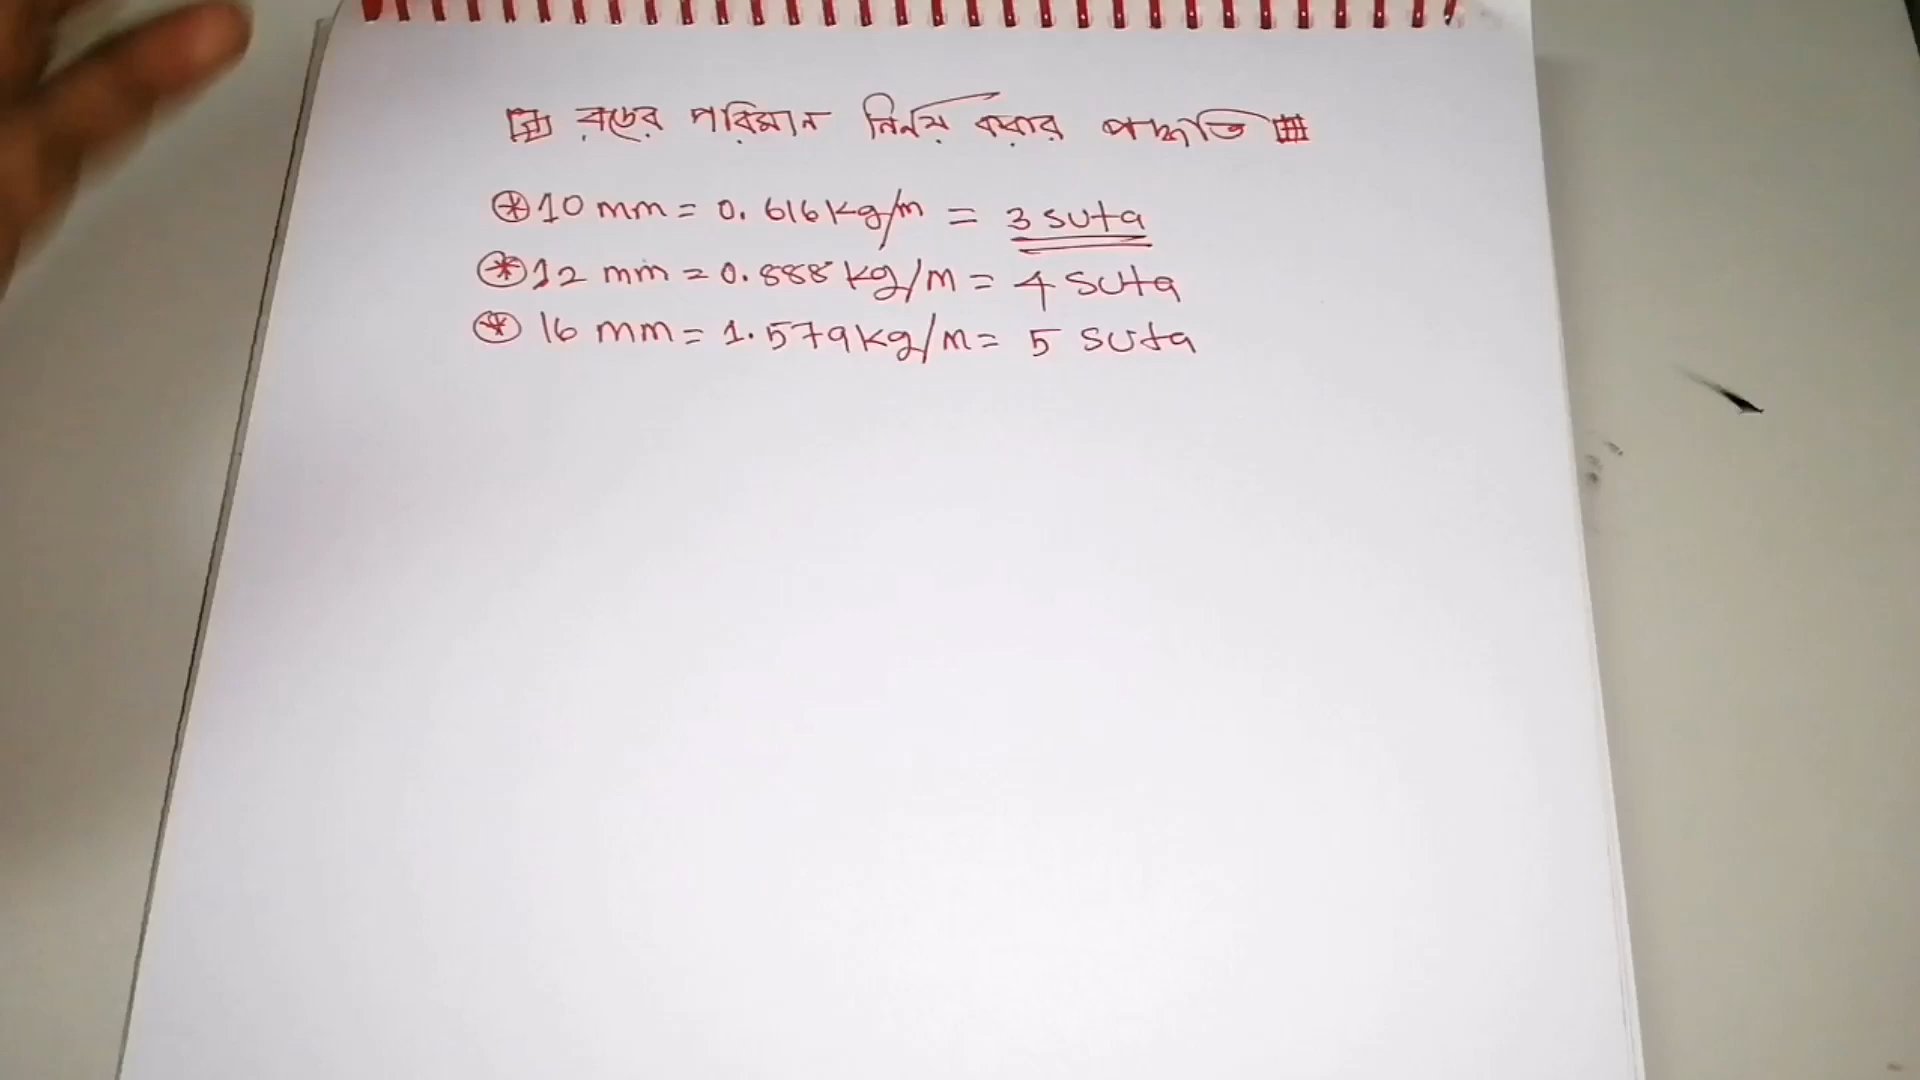 রডের পরিমান নির্নয় করার পদ্ধতি
10 mm = 0.616 kg/m = 3 suta
12 mm = 0.888 kg/m = 4 suta
16 mm = 1.579 kg/m = 5 suta